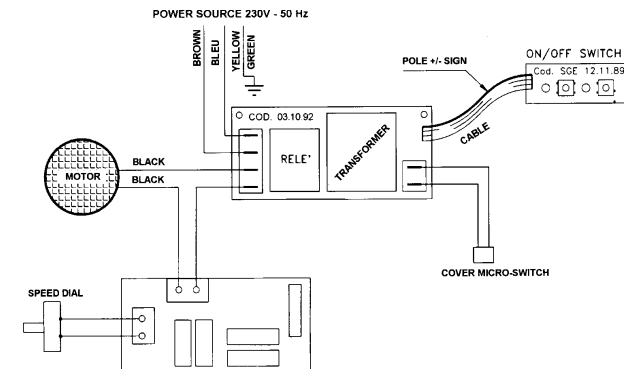 POWER SOURCE 230V - 50 Hz
BROWN
BLEU
YELLOW
GREEN
POLE +/- SIGN
ON/OFF SWITCH
Cod. SGE 12.11.89
COD. 03.10.92
CABLE
RELE'
TRANSFORMER
BLACK
MOTOR
BLACK
COVER MICRO-SWITCH
SPEED DIAL